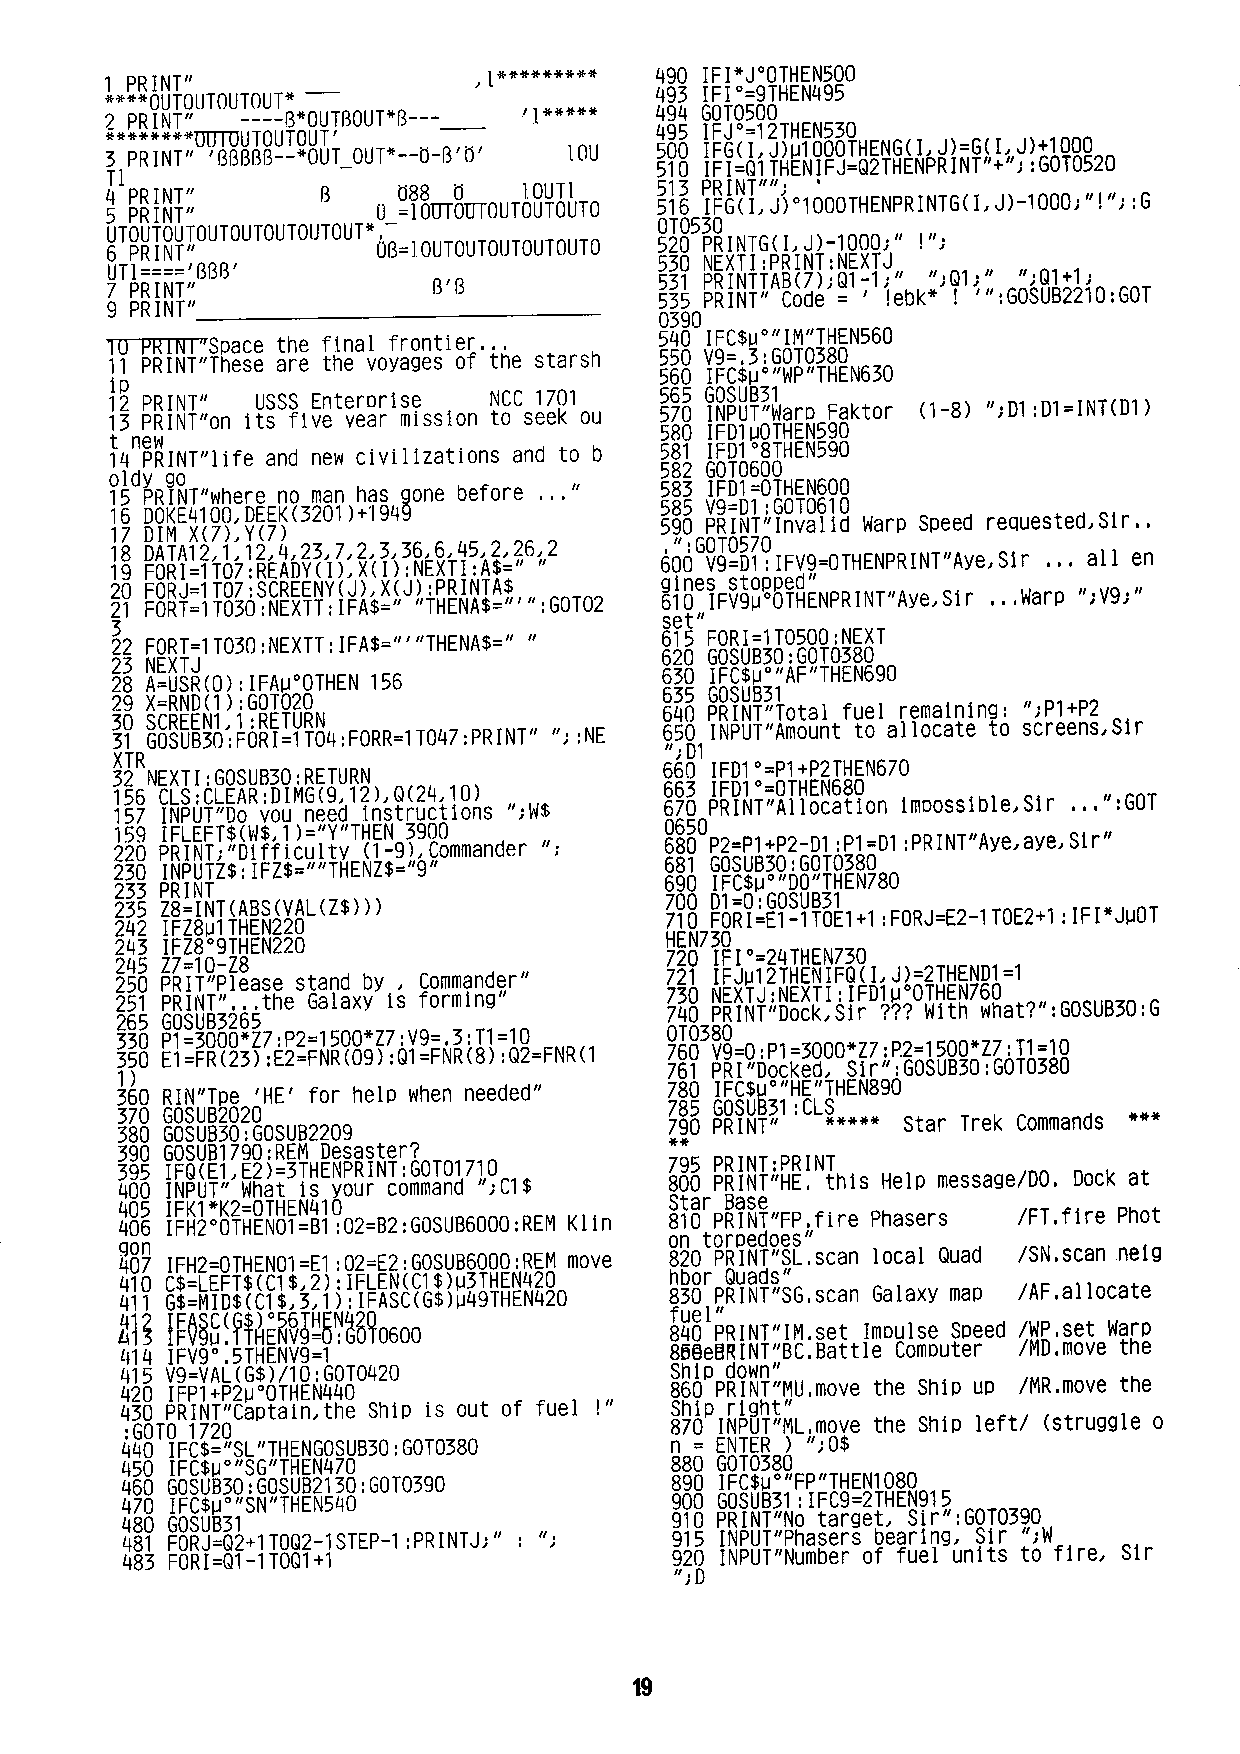 1 PRINT"                         ,l*********
****OUTOUTOUTOUT* ___
2 PRINT"    ----ß*OUTßOUT*ß---____   'l*****
********OUTOUTOUTOUT'
3 PRINT" 'ßßßßß--*OUT_OUT*--Ö-ß'Ö'       lOU
Tl
4 PRINT"           ß      Ö88  Ö     lOUTl
5 PRINT"                Ü_=lOUTOUTOUTOUTOUTO
UTOUTOUTOUTOUTOUTOUTOUT*,
6 PRINT"                Üß=lOUTOUTOUTOUTOUTO
UTl===='ßßß'
7 PRINT"                     ß'ß
9 PRINT"____________________________________
10 PRINT"Space the final frontier...
11 PRINT"These are the voyages of the starsh
ip
12 PRINT"   USSS Enterprise      NCC 1701
13 PRINT"on its five year mission to seek ou
t new
14 PRINT"life and new civilizations and to b
oldy go
15 PRINT"where no man has gone before ..."
16 DOKE4100,DEEK(3201)+1949
17 DIM X(7),Y(7)
18 DATA12,1,12,4,23,7,2,3,36,6,45,2,26,2
19 FORI=1TO7:READY(I),X(I):NEXTI:A$=" "
20 FORJ=1TO7:SCREENY(J),X(J):PRINTA$
21 FORT=1TO30:NEXTT:IFA$=" "THENA$="'":GOTO2
3
22 FORT=1TO30:NEXTT:IFA$="'"THENA$=" "
23 NEXTJ
28 A=USR(0):IFAµ°0THEN 156
29 X=RND(1):GOTO20
30 SCREEN1,1:RETURN
31 GOSUB30:FORI=1TO4:FORR=1TO47:PRINT" ";:NE
XTR
32 NEXTI:GOSUB30:RETURN
156 CLS:CLEAR:DIMG(9,12),Q(24,10)
157 INPUT"Do you need instructions ";W$
159 IFLEFT$(W$,1)="Y"THEN 3900
220 PRINT;"Difficulty (1-9),Commander ";
230 INPUTZ$:IFZ$=""THENZ$="9"
233 PRINT
235 Z8=INT(ABS(VAL(Z$)))
242 IFZ8µ1THEN220
243 IFZ8°9THEN220
245 Z7=10-Z8
250 PRIT"Please stand by , Commander"
251 PRINT"...the Galaxy is forming"
265 GOSUB3265
330 P1=3000*Z7:P2=1500*Z7:V9=.3:T1=10
350 E1=FR(23):E2=FNR(09):Q1=FNR(8):Q2=FNR(1
1)
360 RIN"Tpe 'HE' for help when needed"
370 GOSUB2020
380 GOSUB30:GOSUB2209
390 GOSUB1790:REM Desaster?
395 IFQ(E1,E2)=3THENPRINT:GOTO1710
400 INPUT" What is your command ";C1$
405 IFK1*K2=0THEN410
406 IFH2°0THENO1=B1:O2=B2:GOSUB6000:REM Klin
gon
407 IFH2=0THENO1=E1:O2=E2:GOSUB6000:REM move
410 C$=LEFT$(C1$,2):IFLEN(C1$)µ3THEN420
411 G$=MID$(C1$,3,1):IFASC(G$)µ49THEN420
412 IFASC(G$)°56THEN420
413 IFV9µ.1THENV9=0:GOTO600
414 IFV9°.5THENV9=1
415 V9=VAL(G$)/10:GOTO420
420 IFP1+P2µ°0THEN440
430 PRINT"Captain,the Ship is out of fuel !"
:GOTO 1720
440 IFC$="SL"THENGOSUB30:GOTO380
450 IFC$µ°"SG"THEN470
460 GOSUB30:GOSUB2130:GOTO390
470 IFC$µ°"SN"THEN540
480 GOSUB31
481 FORJ=Q2+1TOQ2-1STEP-1:PRINTJ;" : ";
483 FORI=Q1-1TOQ1+1
490 IFI*J°0THEN500
493 IFI°=9THEN495
494 GOTO500
495 IFJ°=12THEN530
500 IFG(I,J)µ1000THENG(I,J)=G(I,J)+1000
510 IFI=Q1THENIFJ=Q2THENPRINT"+";:GOTO520
513 PRINT"";
516 IFG(I,J)°1000THENPRINTG(I,J)-1000;"!";:G
OTO530
520 PRINTG(I,J)-1000;" !";
530 NEXTI:PRINT:NEXTJ
531 PRINTTAB(7);Q1-1;"  ";Q1;"  ";Q1+1;
535 PRINT" Code = ' !ebk* ! '":GOSUB2210:GOT
O390
540 IFC$µ°"IM"THEN560
550 V9=.3:GOTO380
560 IFC$µ°"WP"THEN630
565 GOSUB31
570 INPUT"Warp Faktor  (1-8) ";D1:D1=INT(D1)
580 IFD1µ0THEN590
581 IFD1°8THEN590
582 GOTO600
583 IFD1=0THEN600
585 V9=D1:GOTO610
590 PRINT"Invalid Warp Speed requested,Sir..
.":GOTO570
600 V9=D1:IFV9=0THENPRINT"Aye,Sir ... all en
gines stopped"
610 IFV9µ°0THENPRINT"Aye,Sir ...Warp ";V9;"
set"
615 FORI=1TO500:NEXT
620 GOSUB30:GOTO380
630 IFC$µ°"AF"THEN690
635 GOSUB31
640 PRINT"Total fuel remaining: ";P1+P2
650 INPUT"Amount to allocate to screens,Sir
";D1
660 IFD1°=P1+P2THEN670
663 IFD1°=0THEN680
670 PRINT"Allocation impossible,Sir ...":GOT
O650
680 P2=P1+P2-D1:P1=D1:PRINT"Aye,aye,Sir"
681 GOSUB30:GOTO380
690 IFC$µ°"DO"THEN780
700 D1=0:GOSUB31
710 FORI=E1-1TOE1+1:FORJ=E2-1TOE2+1:IFI*Jµ0T
HEN730
720 IFI°=24THEN730
721 IFJµ12THENIFQ(I,J)=2THEND1=1
730 NEXTJ:NEXTI:IFD1µ°0THEN760
740 PRINT"Dock,Sir ??? With what?":GOSUB30:G
OTO380
760 V9=0:P1=3000*Z7:P2=1500*Z7:T1=10
761 PRI"Docked, Sir":GOSUB30:GOTO380
780 IFC$µ°"HE"THEN890
785 GOSUB31:CLS
790 PRINT"    *****  Star Trek Commands  ***
**
795 PRINT:PRINT
800 PRINT"HE. this Help message/DO. Dock at
Star Base
810 PRINT"FP.fire Phasers      /FT.fire Phot
on torpedoes"
820 PRINT"SL.scan local Quad   /SN.scan neig
hbor Quads"
830 PRINT"SG.scan Galaxy map   /AF.allocate
fuel"
840 PRINT"IM.set Impulse Speed /WP.set Warp
PRINT"BC.Battle Computer   /MD.move the
Ship down"
860 PRINT"MU.move the Ship up  /MR.move the
Ship right"
870 INPUT"ML.move the Ship left/ (struggle o
n = ENTER ) ";O$
880 GOTO380
890 IFC$µ°"FP"THEN1080
900 GOSUB31:IFC9=2THEN915
910 PRINT"No target, Sir":GOTO390
915 INPUT"Phasers bearing, Sir ";W
920 INPUT"Number of fuel units to fire, Sir
";D
19